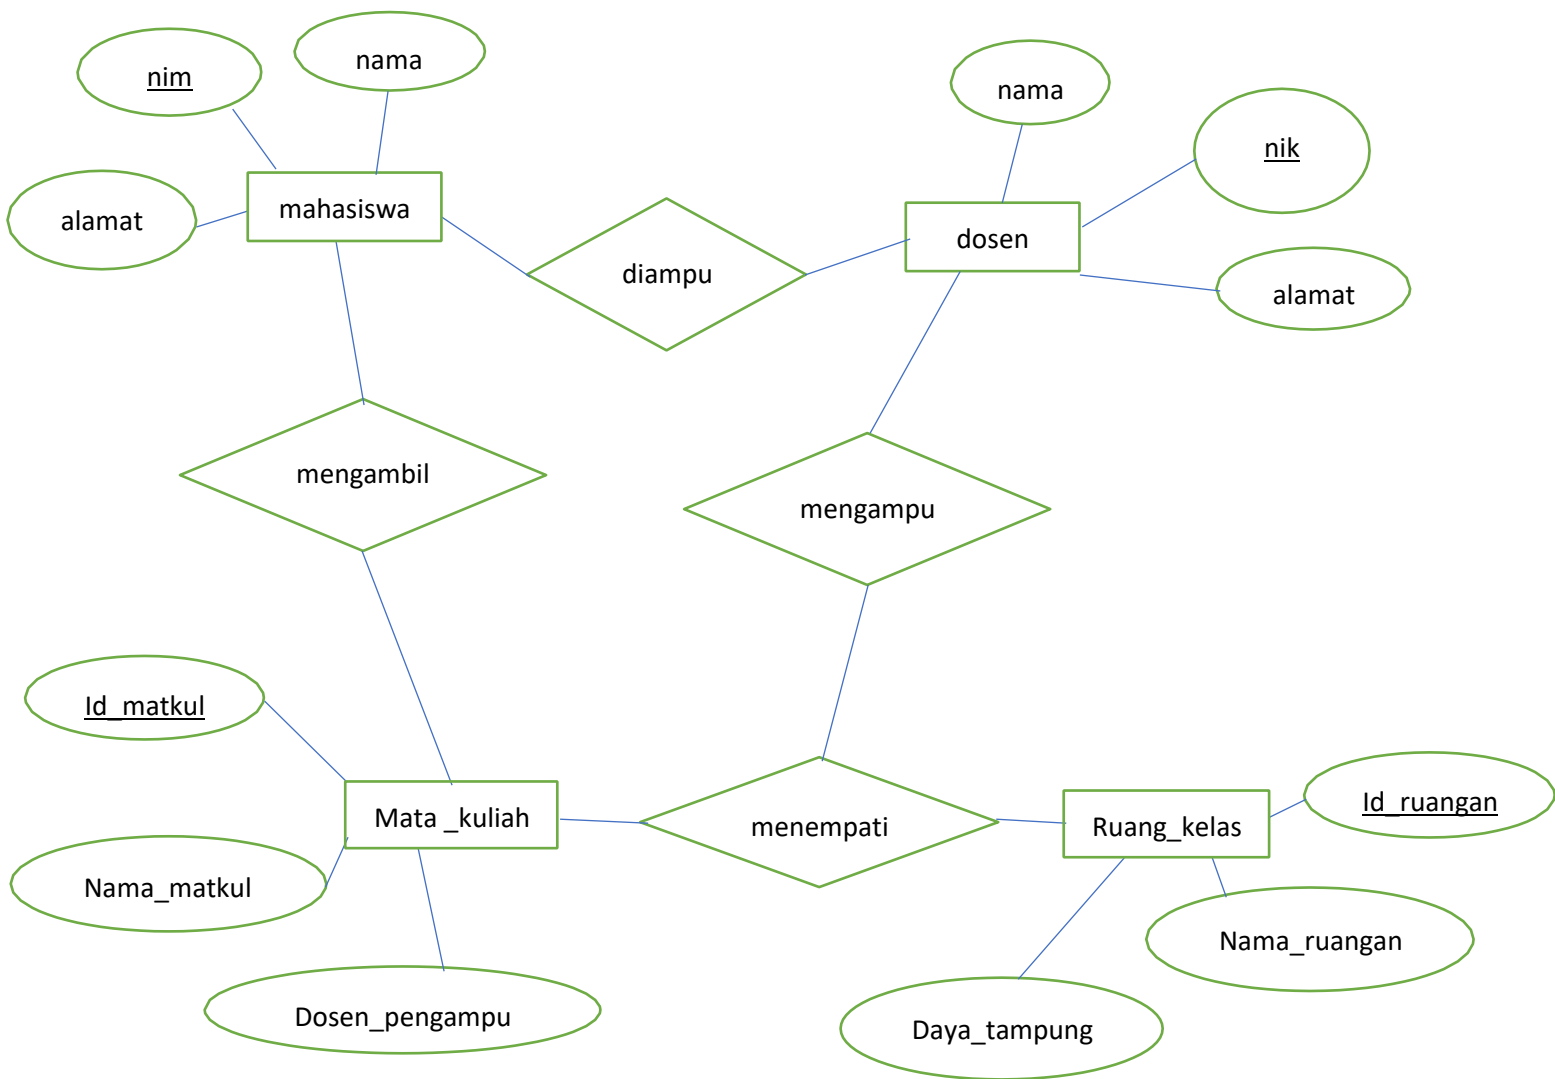 nim
nama
nama
nik
alamat
mahasiswa
dosen
diampu
alamat
mengambil
mengampu
Id_matkul
Mata _kuliah
menempati
Ruang_kelas
Id_ruangan
Nama_matkul
Nama_ruangan
Dosen_pengampu
Daya_tampung